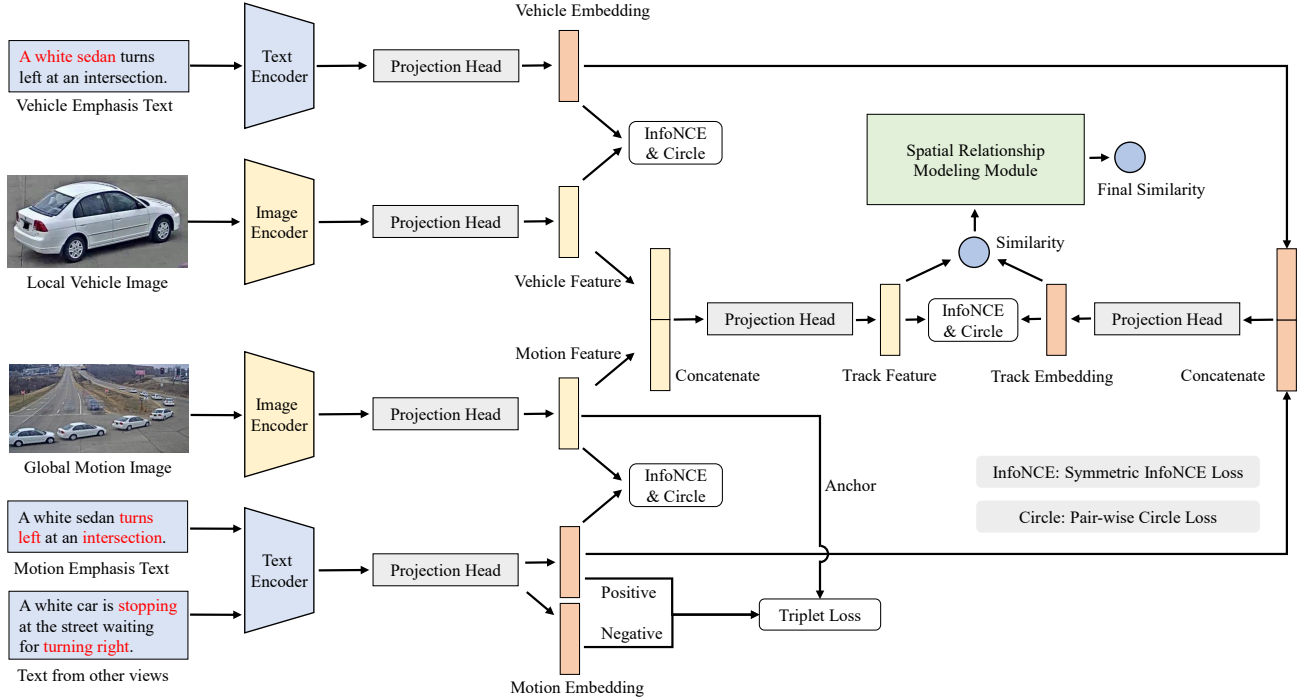 Vehicle Embedding
A white sedan turns
left at an intersection.
Vehicle Emphasis Text
Text
Encoder
Projection Head
InfoNCE
& Circle
Spatial Relationship
Modeling Module
Final Similarity
Image
Encoder
Projection Head
Local Vehicle Image
Vehicle Feature
Similarity
Projection Head
InfoNCE
& Circle
Projection Head
Motion Feature
Concatenate
Track Feature
Track Embedding
Concatenate
Image
Encoder
Projection Head
Global Motion Image
InfoNCE
& Circle
Anchor
InfoNCE: Symmetric InfoNCE Loss
Circle: Pair-wise Circle Loss
A white sedan turns
left at an intersection.
Motion Emphasis Text
Text
Encoder
Projection Head
Positive
Negative
Triplet Loss
A white car is stopping
at the street waiting
for turning right.
Text from other views
Motion Embedding